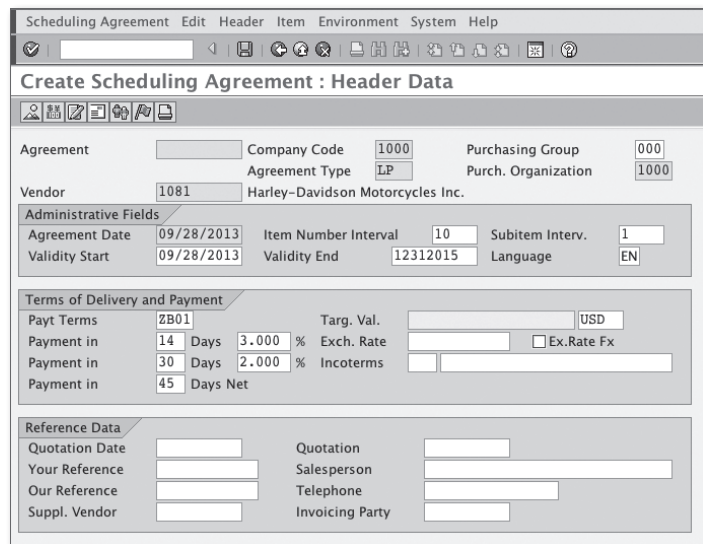 Scheduling Agreement Edit Header Item Environment System Help
Create Scheduling Agreement : Header Data
Agreement Company Code 1000 Purchasing Group 000
Agreement Type LP Purch. Organization 1000
Vendor 1081 Harley-Davidson Motorcycles Inc.
Administrative Fields
Agreement Date 09/28/2013 Item Number Interval 10 Subitem Interv. 1
Validity Start 09/28/2013 Validity End 12312015 Language EN
Terms of Delivery and Payment
Payt Terms ZB01 Targ. Val. USD
Payment in 14 Days 3.000 % Exch. Rate Ex.Rate Fx
Payment in 30 Days 2.000 % Incoterms
Payment in 45 Days Net
Reference Data
Quotation Date Quotation
Your Reference Salesperson
Our Reference Telephone
Suppl. Vendor Invoicing Party